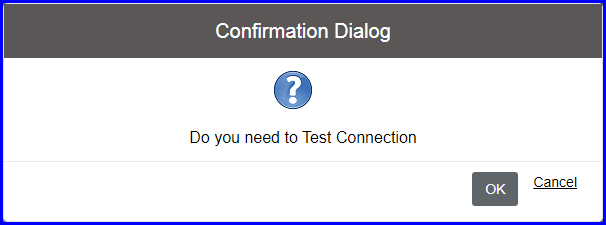 Confirmation Dialog
?
Do you need to Test Connection
OK Cancel